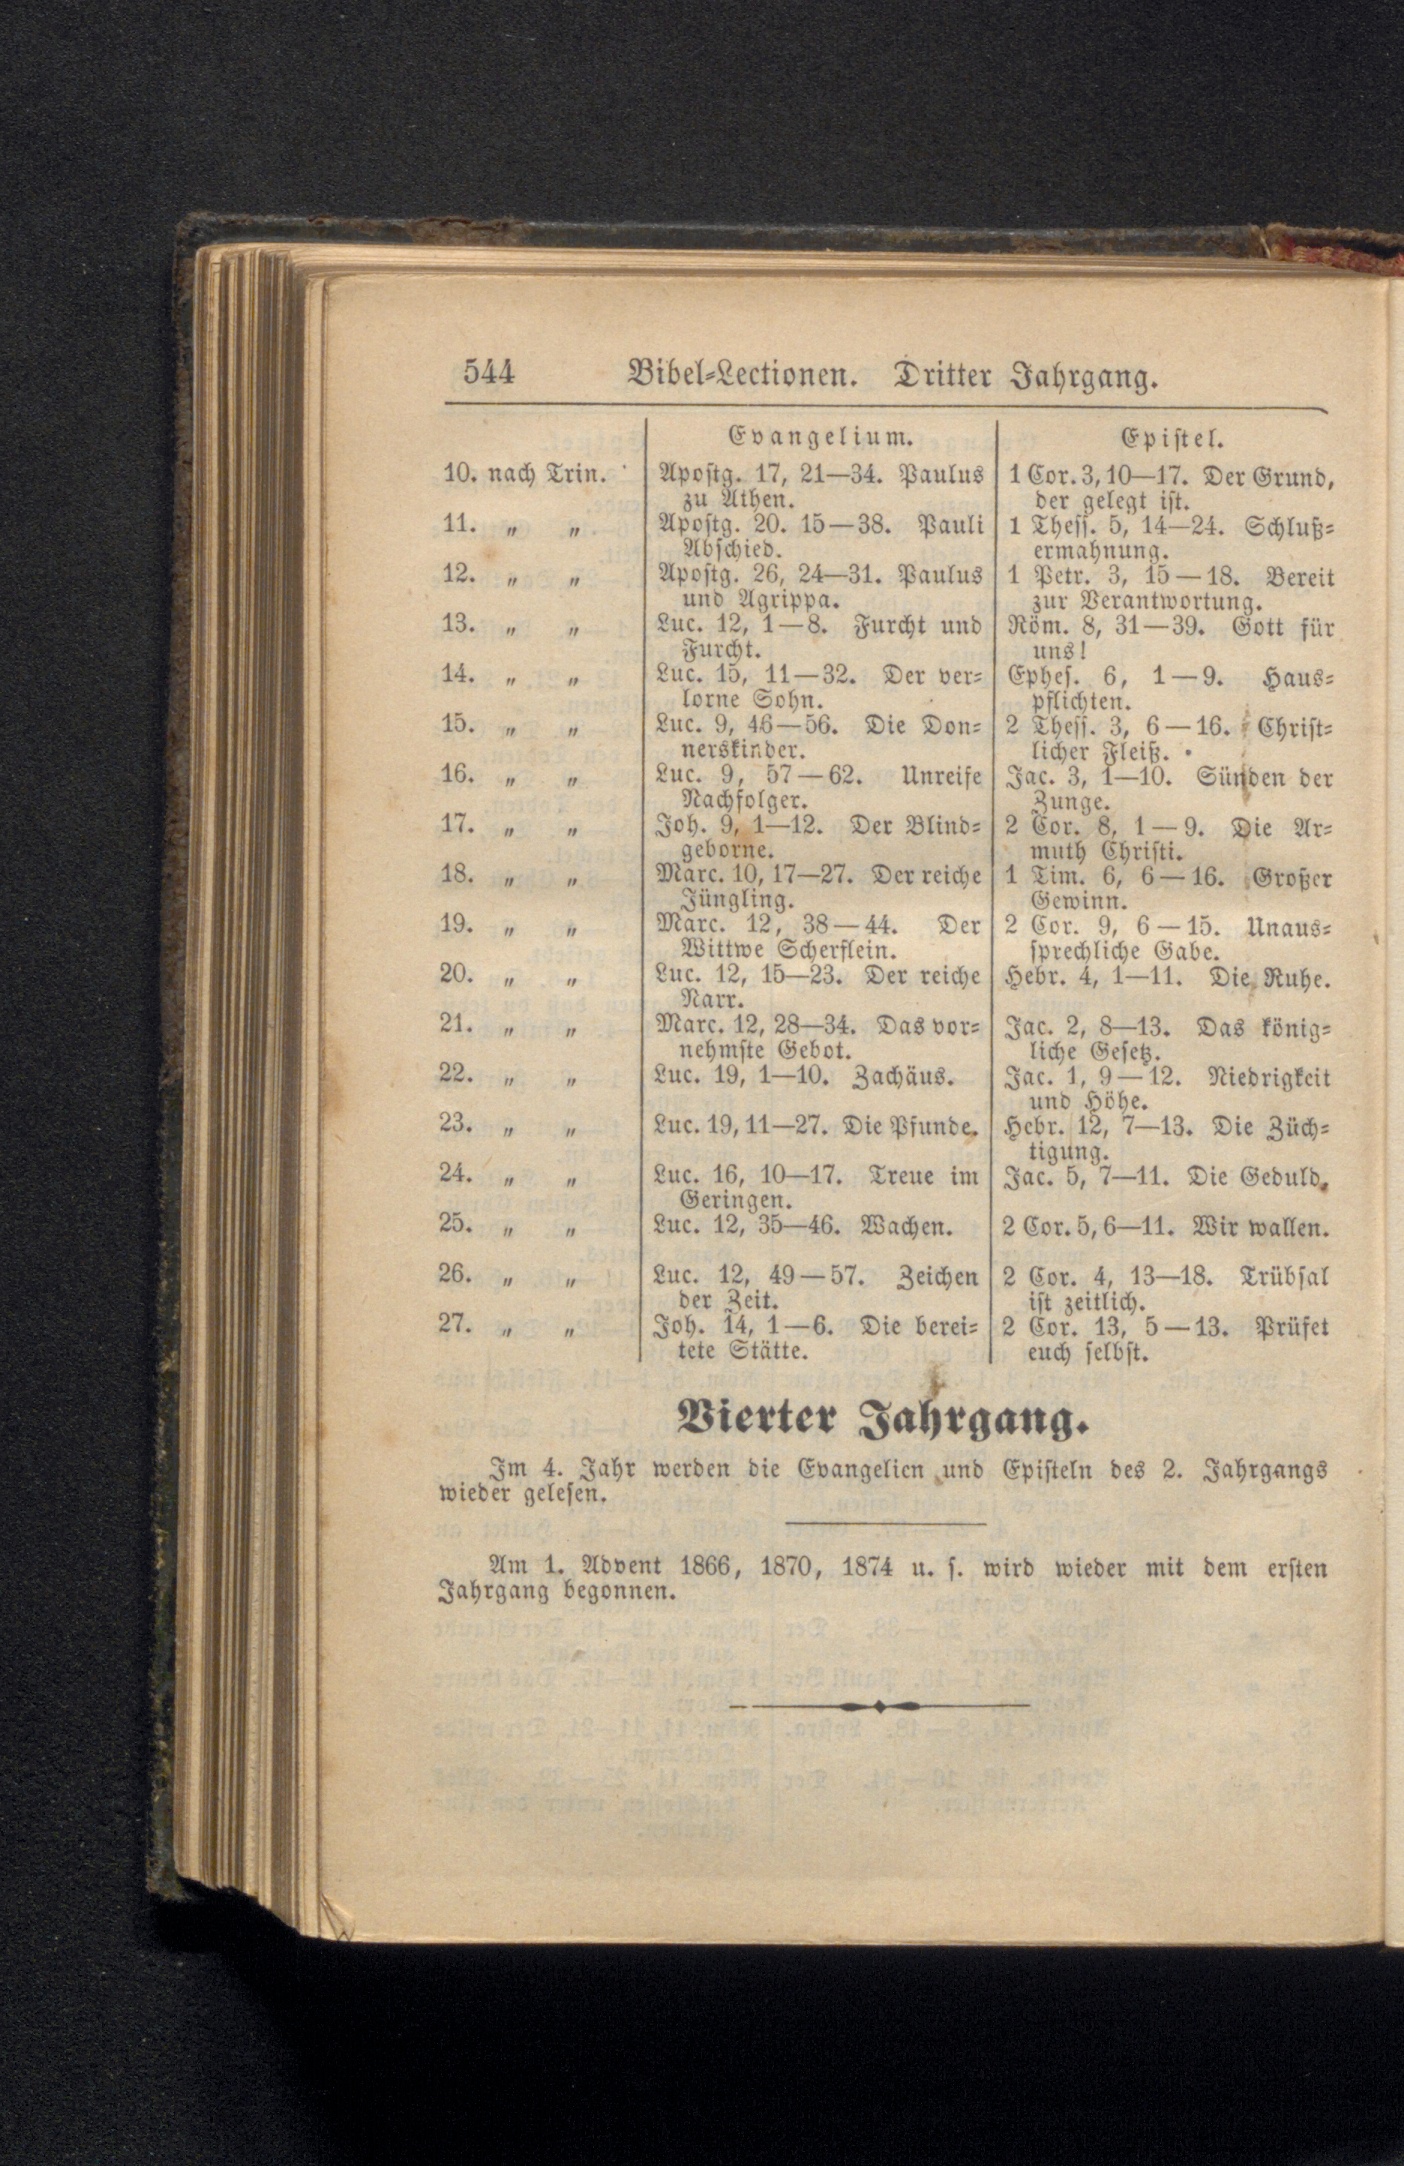 544 Bibel-Lectionen. Dritter Jahrgang.
Evangelium. Epistel.
10. nach Trin. Apostg. 17, 21—34. Paulus 1 Cor. 3, 10—17. Der Grund,
zu Athen. der gelegt ist.
11. „ „ Apostg. 20. 15—38. Pauli 1 Thess. 5, 14—24. Schluß-
Abschied. ermahnung.
12. „ „ Apostg. 26, 24—31. Paulus 1 Petr. 3, 15—18. Bereit
und Agrippa. zur Verantwortung.
13. „ „ Luc. 12, 1—8. Furcht und Röm. 8, 31—39. Gott für
Furcht. uns!
14. „ „ Luc. 15, 11—32. Der ver- Ephes. 6, 1—9. Haus-
lorne Sohn. pflichten.
15. „ „ Luc. 9, 46—56. Die Don- 2 Thess. 3, 6—16. Christ-
nerskinder. licher Fleiß.
16. „ „ Luc. 9, 57—62. Unreife Jac. 3, 1—10. Sünden der
Nachfolger. Zunge.
17. „ „ Joh. 9, 1—12. Der Blind- 2 Cor. 8, 1—9. Die Ar-
geborne. muth Christi.
18. „ „ Marc. 10, 17—27. Der reiche 1 Tim. 6, 6—16. Großer
Jüngling. Gewinn.
19. „ „ Marc. 12, 38—44. Der 2 Cor. 9, 6—15. Unaus-
Wittwe Scherflein. sprechliche Gabe.
20. „ „ Luc. 12, 15—23. Der reiche Hebr. 4, 1—11. Die Ruhe.
Narr.
21. „ „ Marc. 12, 28—34. Das vor- Jac. 2, 8—13. Das könig-
nehmste Gebot. liche Gesetz.
22. „ „ Luc. 19, 1—10. Zachäus. Jac. 1, 9—12. Niedrigkeit
und Höhe.
23. „ „ Luc. 19, 11—27. Die Pfunde. Hebr. 12, 7—13. Die Züch-
tigung.
24. „ „ Luc. 16, 10—17. Treue im Jac. 5, 7—11. Die Geduld.
Geringen.
25. „ „ Luc. 12, 35—46. Wachen. 2 Cor. 5, 6—11. Wir wallen.
26. „ „ Luc. 12, 49—57. Zeichen 2 Cor. 4, 13—18. Trübsal
der Zeit. ist zeitlich.
27. „ „ Joh. 14, 1—6. Die berei- 2 Cor. 13, 5—13. Prüfet
tete Stätte. euch selbst.
Vierter Jahrgang.
Im 4. Jahr werden die Evangelien und Episteln des 2. Jahrgangs
wieder gelesen.
Am 1. Advent 1866, 1870, 1874 u. s. wird wieder mit dem ersten
Jahrgang begonnen.